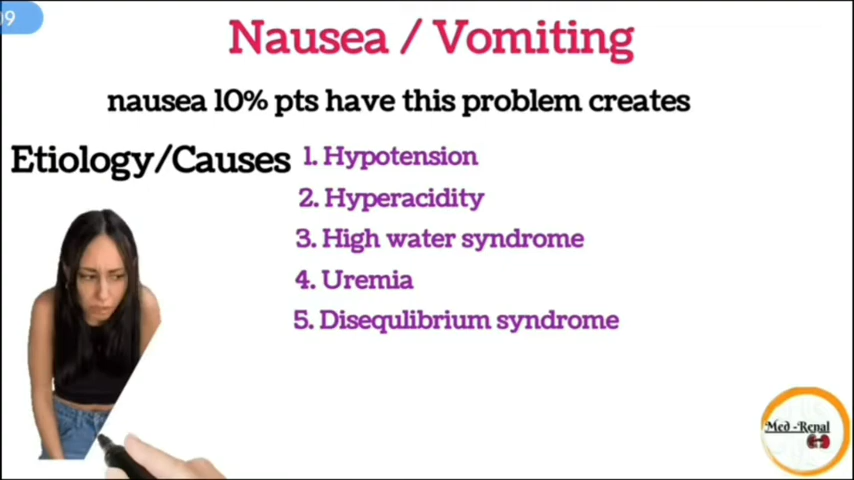 09
Nausea / Vomiting
nausea 10% pts have this problem creates
Etiology/Causes
1. Hypotension
2. Hyperacidity
3. High water syndrome
4. Uremia
5. Disequlibrium syndrome
Med-Renal